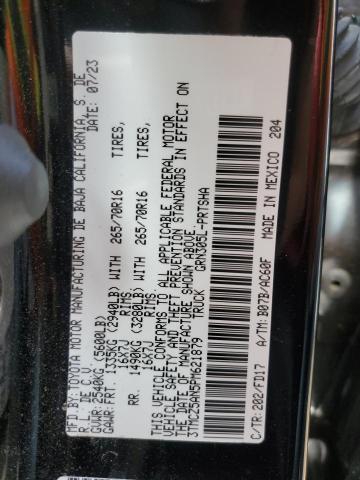 MFD.BY: TOYOTA MOTOR MANUFACTURING DE BAJA CALIFORNIA, S. DE
R.L. DE C.V. DATE: 07/23
GVWR: 2540KG (5600LB)
GAWR: FRT. 1335KG (2940LB) WITH 265/70R16 TIRES,
16X7J RIMS
RR. 1490KG (3280LB) WITH 265/70R16 TIRES,
16X7J RIMS
THIS VEHICLE CONFORMS TO ALL APPLICABLE FEDERAL MOTOR
VEHICLE SAFETY AND THEFT PREVENTION STANDARDS IN EFFECT ON
THE DATE OF MANUFACTURE SHOWN ABOVE.
3TMCZ5AN5PM621879 TRUCK GRN305L-PRTSHA
C/TR: 202/FD17 A/TM: B07B/AC60F MADE IN MEXICO 204